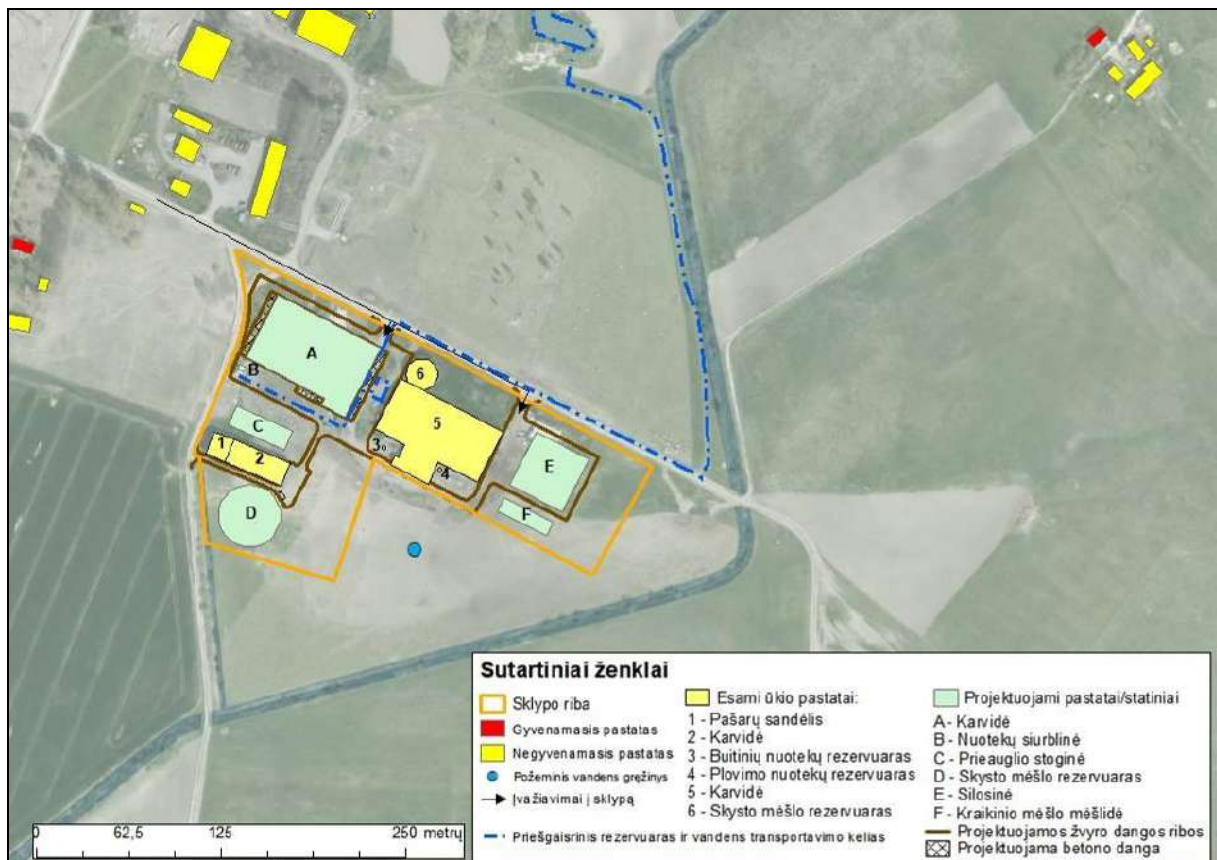 A
B
6
5
C
3
1
2
4
E
D
F
Sutartiniai ženklai
Sklypo riba
Gyvenamasis pastatas
Negyvenamasis pastatas
Požeminis vandens gręžinys
Įvažiavimai į sklypą
Priešgaisrinis rezervuaras ir vandens transportavimo kelias
Esami ūkio pastatai:
1 - Pašarų sandėlis
2 - Karvidė
3 - Buitinių nuotekų rezervuaras
4 - Plovimo nuotekų rezervuaras
5 - Karvidė
6 - Skysto mėšlo rezervuaras
Projektuojami pastatai/statiniai
A- Karvidė
B - Nuotekų siurblinė
C - Prieauglio stoginė
D - Skysto mėšlo rezervuaras
E - Silosinė
F - Kraikinio mėšlo mėšlidė
Projektuojamos žvyro dangos ribos
Projektuojama betono danga
0 62,5 125 250 metrų